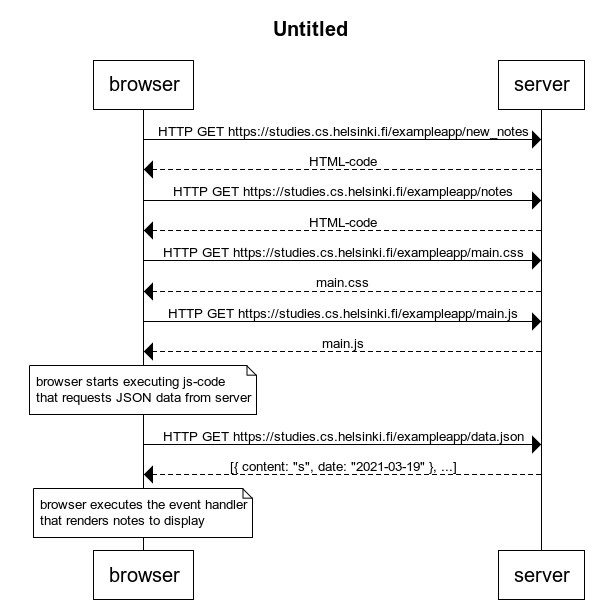 Untitled
browser server
HTTP GET https://studies.cs.helsinki.fi/exampleapp/new_notes
HTML-code
HTTP GET https://studies.cs.helsinki.fi/exampleapp/notes
HTML-code
HTTP GET https://studies.cs.helsinki.fi/exampleapp/main.css
main.css
HTTP GET https://studies.cs.helsinki.fi/exampleapp/main.js
main.js
browser starts executing js-code
that requests JSON data from server
HTTP GET https://studies.cs.helsinki.fi/exampleapp/data.json
[{ content: "s", date: "2021-03-19" }, ...]
browser executes the event handler
that renders notes to display
browser server